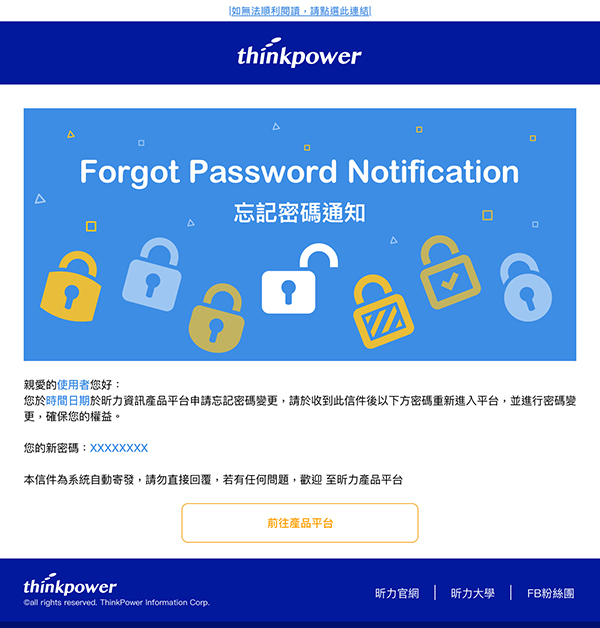 |如無法順利閱讀，請點選此連結|
thinkpower
Forgot Password Notification
忘記密碼通知
親愛的使用者您好：
您於時間日期於昕力資訊產品平台申請忘記密碼變更，請於收到此信件後以下方密碼重新進入平台，並進行密碼變
更，確保您的權益。
您的新密碼：XXXXXXXX
本信件為系統自動寄發，請勿直接回覆，若有任何問題，歡迎 至昕力產品平台
前往產品平台
thinkpower
©all rights reserved. ThinkPower Information Corp.
昕力官網 | 昕力大學 | FB粉絲團